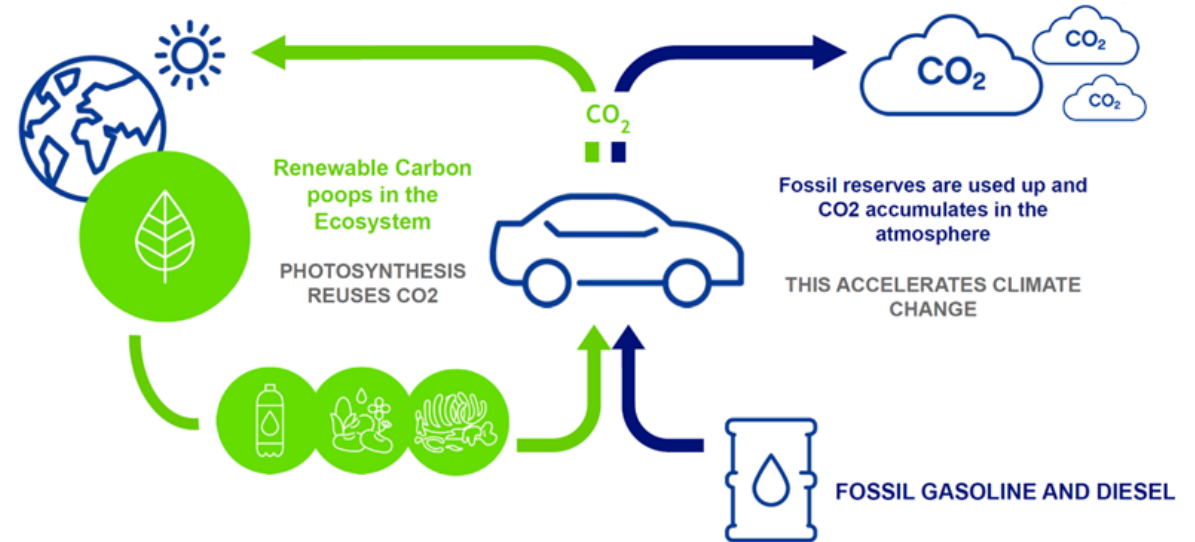 CO₂
CO₂
CO₂
CO₂
Renewable Carbon
poops in the
Ecosystem
PHOTOSYNTHESIS
REUSES CO2
Fossil reserves are used up and
CO2 accumulates in the
atmosphere
THIS ACCELERATES CLIMATE
CHANGE
FOSSIL GASOLINE AND DIESEL